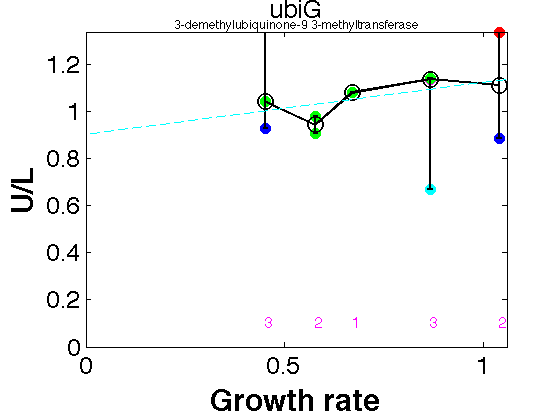 ubiG
3-demethylubiquinone-9 3-methyltransferase
1.2
1
0.8
0.6
0.4
0.2
0
U/L
3 2 1 3 2
0 0.5 1
Growth rate